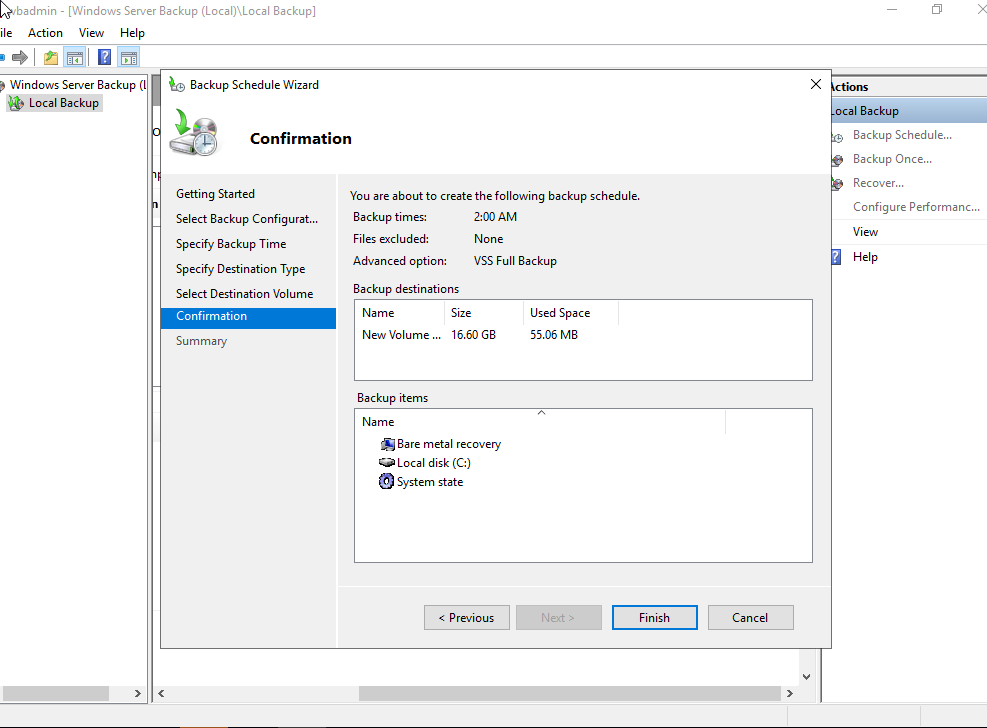 vbadmin - [Windows Server Backup (Local)\Local Backup]
ile Action View Help
Windows Server Backup (L
Local Backup
Backup Schedule Wizard
Confirmation
Getting Started
Select Backup Configurat...
Specify Backup Time
Specify Destination Type
Select Destination Volume
Confirmation
Summary
You are about to create the following backup schedule.
Backup times: 2:00 AM
Files excluded: None
Advanced option: VSS Full Backup
Backup destinations
Name Size Used Space
New Volume ... 16.60 GB 55.06 MB
Backup items
Name
Bare metal recovery
Local disk (C:)
System state
< Previous Next > Finish Cancel
Actions
Local Backup
Backup Schedule...
Backup Once...
Recover...
Configure Performanc...
View
Help